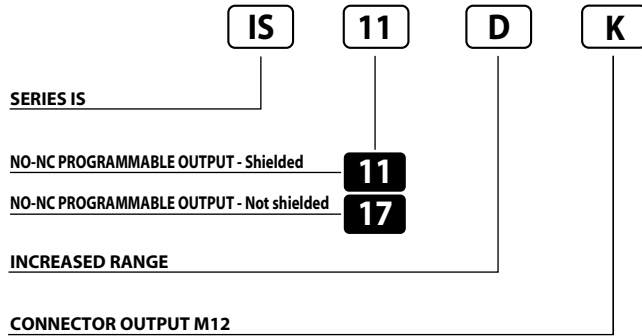 IS 11 D K
SERIES IS
NO-NC PROGRAMMABLE OUTPUT - Shielded 11
NO-NC PROGRAMMABLE OUTPUT - Not shielded 17
INCREASED RANGE
CONNECTOR OUTPUT M12